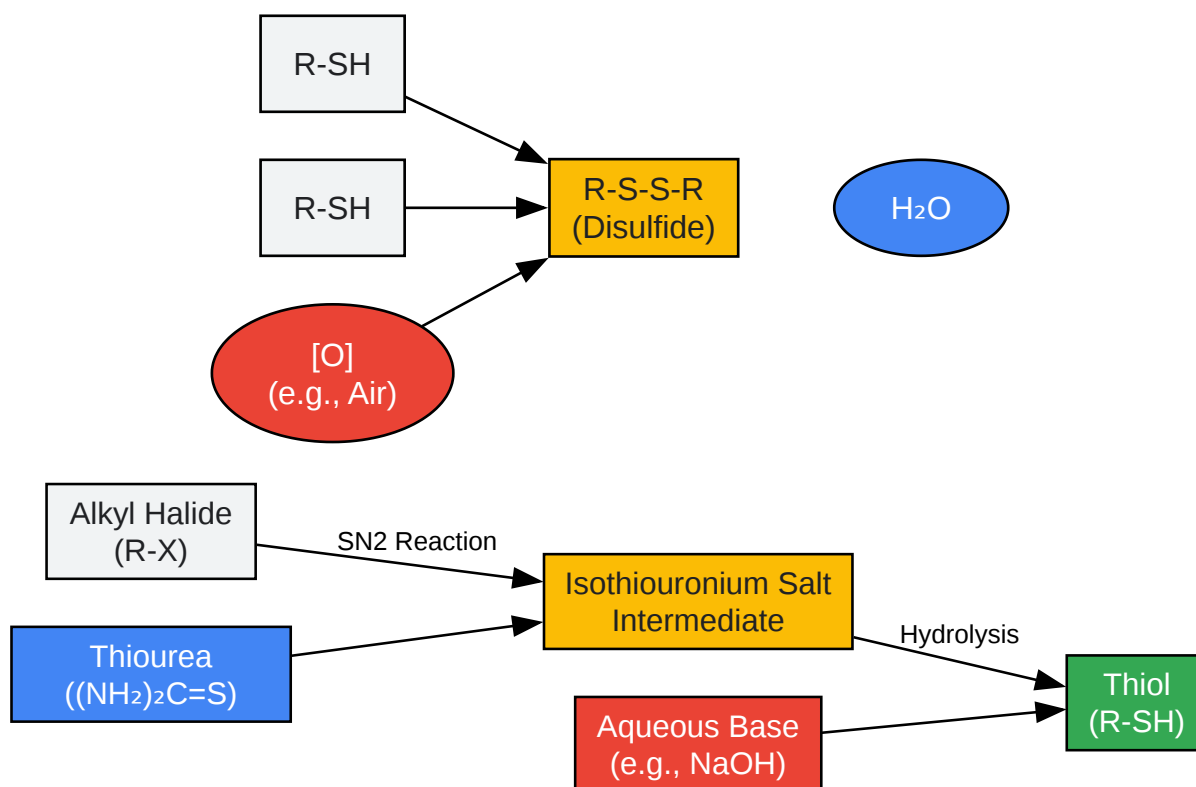 R-SH
R-SH
R-S-S-R
(Disulfide)
H₂O
[O]
(e.g., Air)
Alkyl Halide
(R-X)
SN2 Reaction
Thiourea
((NH₂)₂C=S)
Isothiouronium Salt
Intermediate
Hydrolysis
Aqueous Base
(e.g., NaOH)
Thiol
(R-SH)